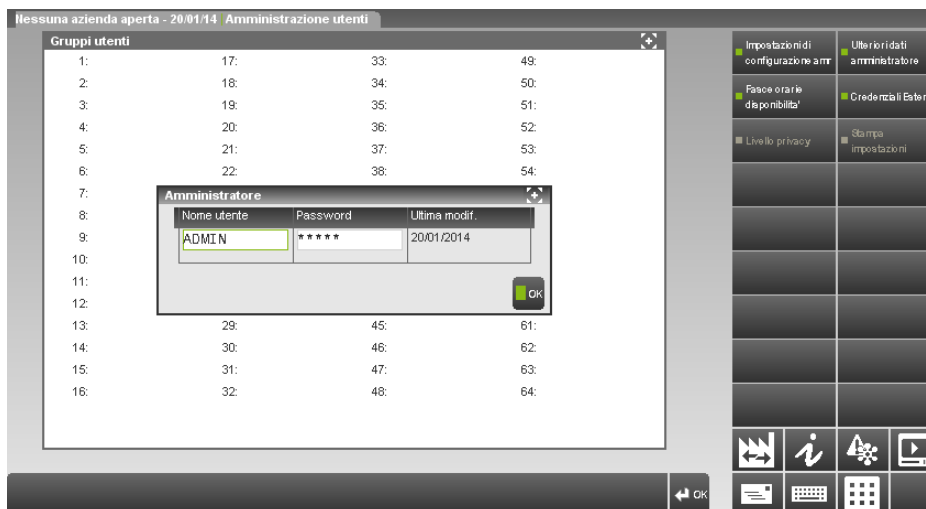 Nessuna azienda aperta - 20/01/14 Amministrazione utenti
Gruppi utenti
1: 17: 33: 49:
2: 18: 34: 50:
3: 19: 35: 51:
4: 20: 36: 52:
5: 21: 37: 53:
6: 22: 38: 54:
7:
8:
9:
10:
11:
12:
13: 29: 45: 61:
14: 30: 46: 62:
15: 31: 47: 63:
16: 32: 48: 64:
Amministratore
Nome utente Password Ultima modif.
ADMIN ***** 20/01/2014
OK
OK
Impostazioni di
configurazione amr
Ulteriori dati
amministratore
Fasce orarie
disponibilita'
Credenziali Ester
Livello privacy
Stampa
impostazioni